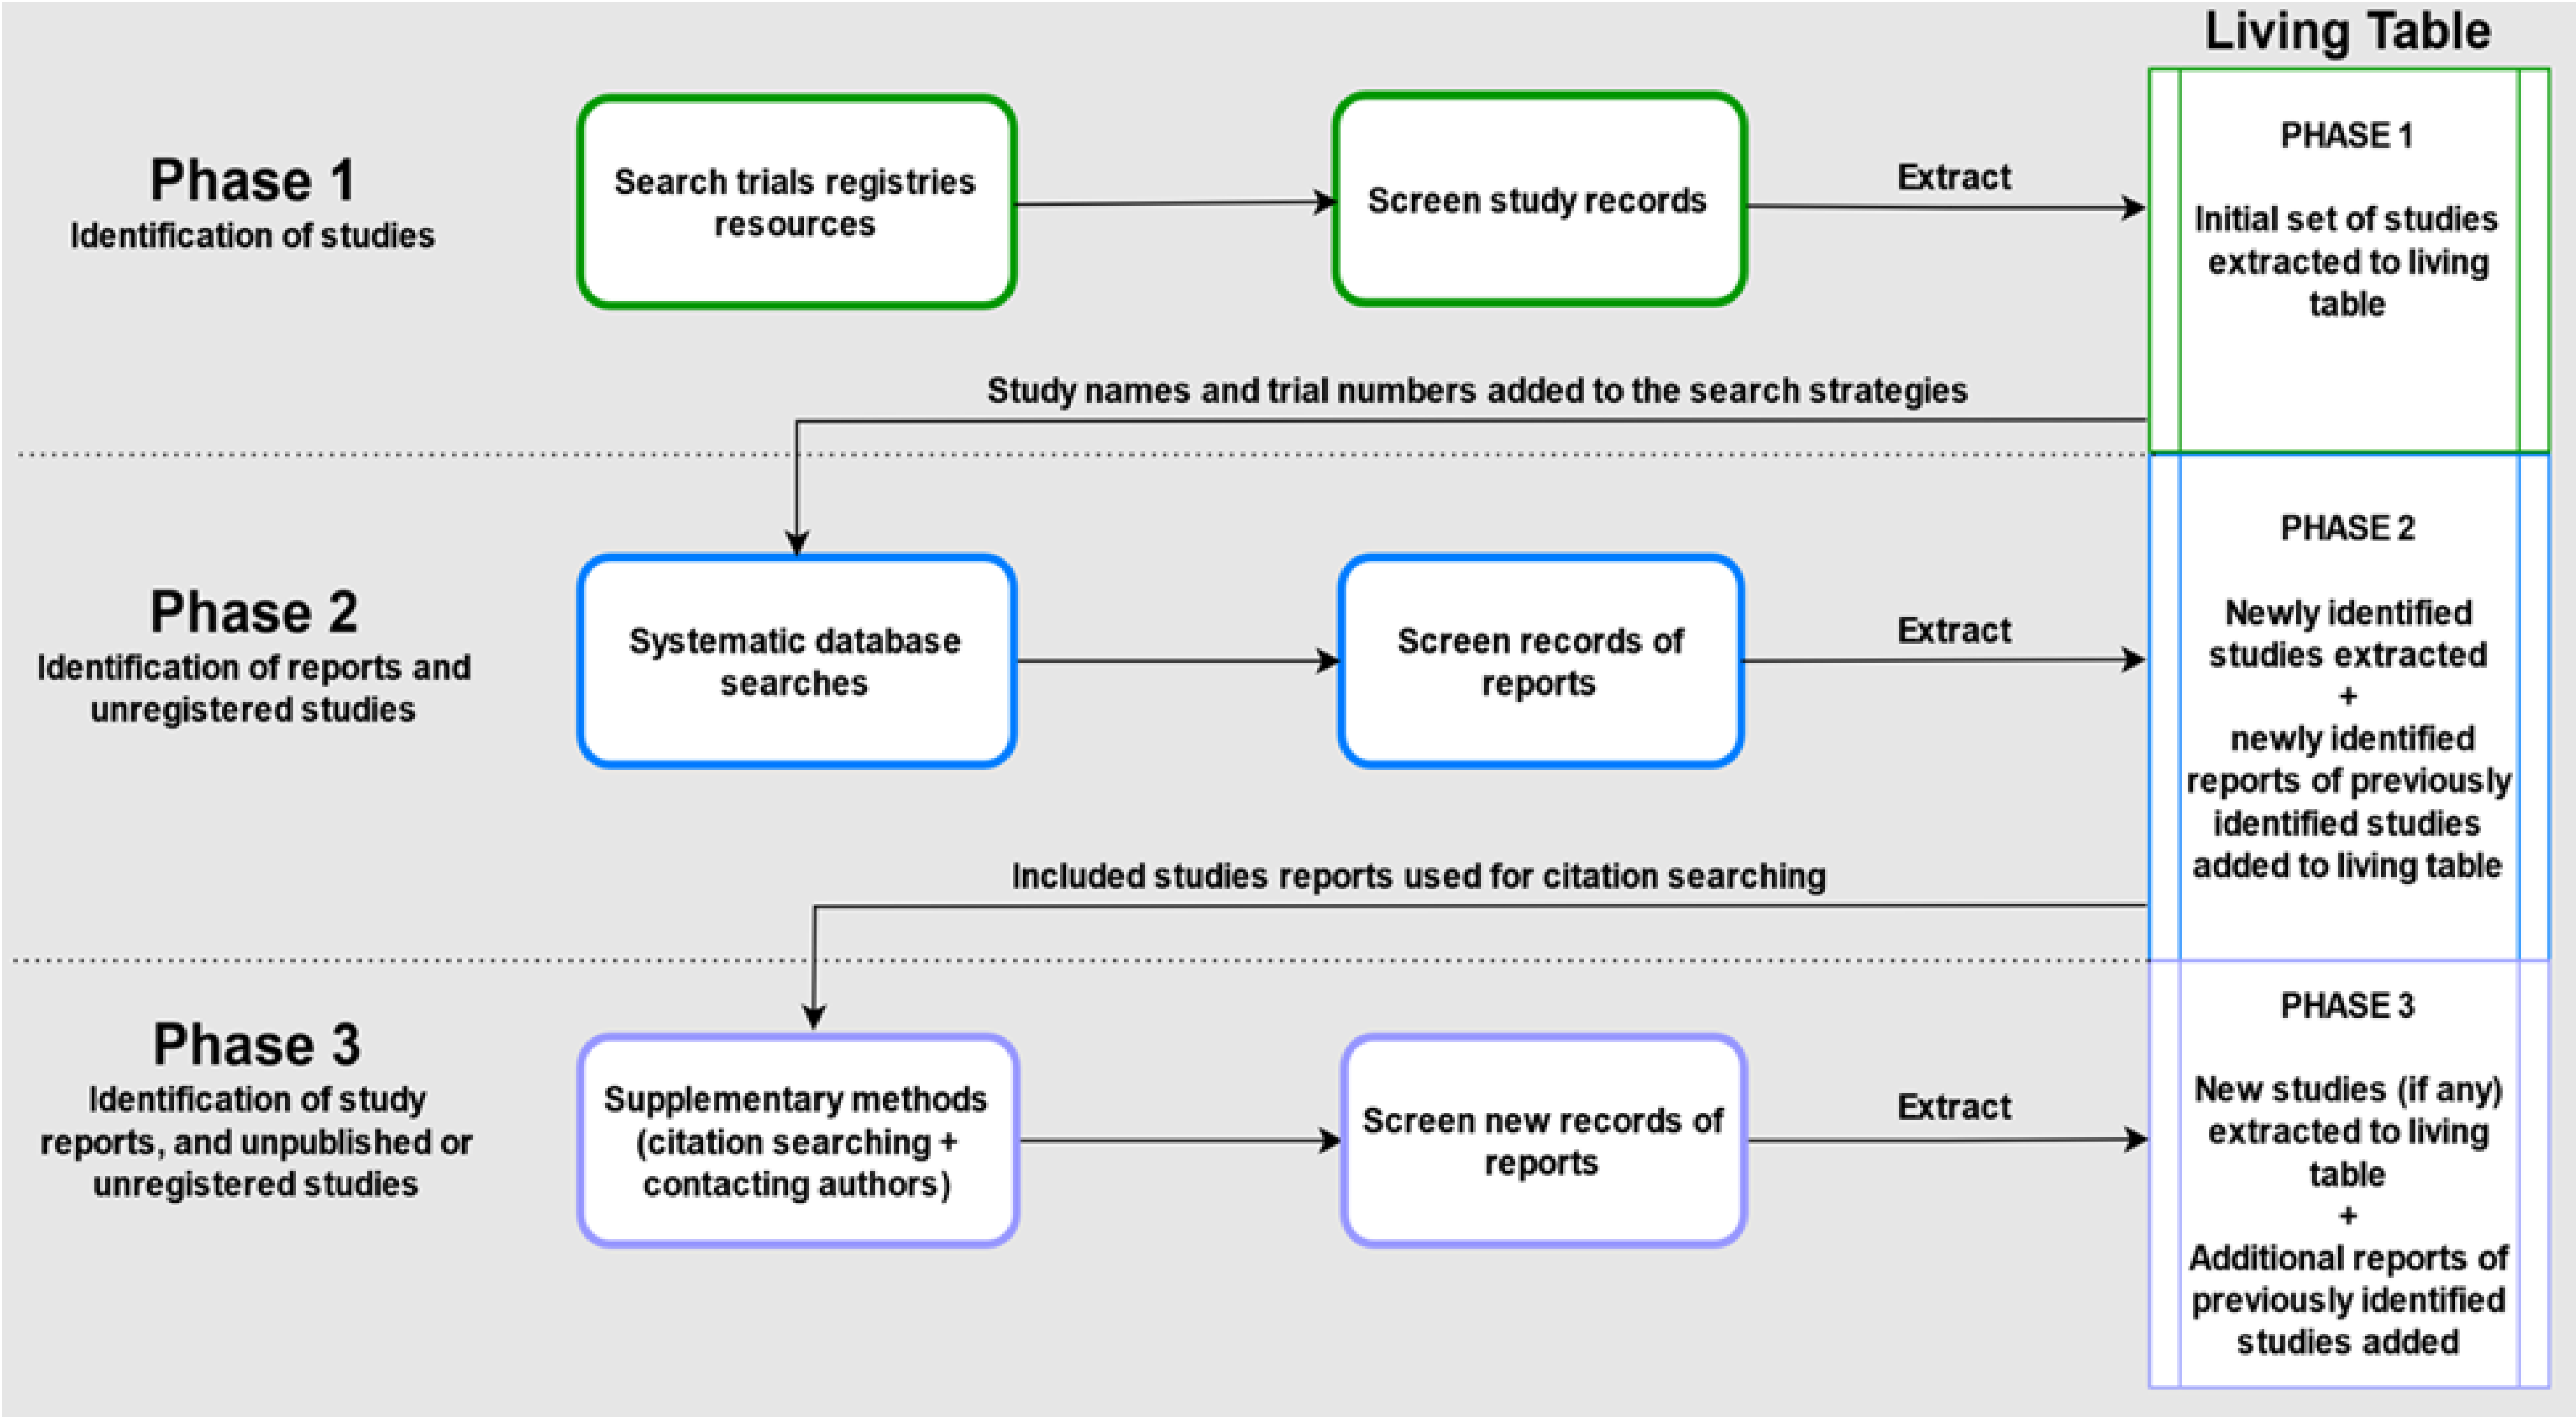 Living Table
Phase 1
Identification of studies
Search trials registries
resources
Screen study records
Extract
PHASE 1
Initial set of studies
extracted to living
table
Study names and trial numbers added to the search strategies
Phase 2
Identification of reports and
unregistered studies
Systematic database
searches
Screen records of
reports
Extract
PHASE 2
Newly identified
studies extracted
+
newly identified
reports of previously
identified studies
added to living table
Included studies reports used for citation searching
Phase 3
Identification of study
reports, and unpublished or
unregistered studies
Supplementary methods
(citation searching +
contacting authors)
Screen new records of
reports
Extract
PHASE 3
New studies (if any)
extracted to living
table
+
Additional reports of
previously identified
studies added